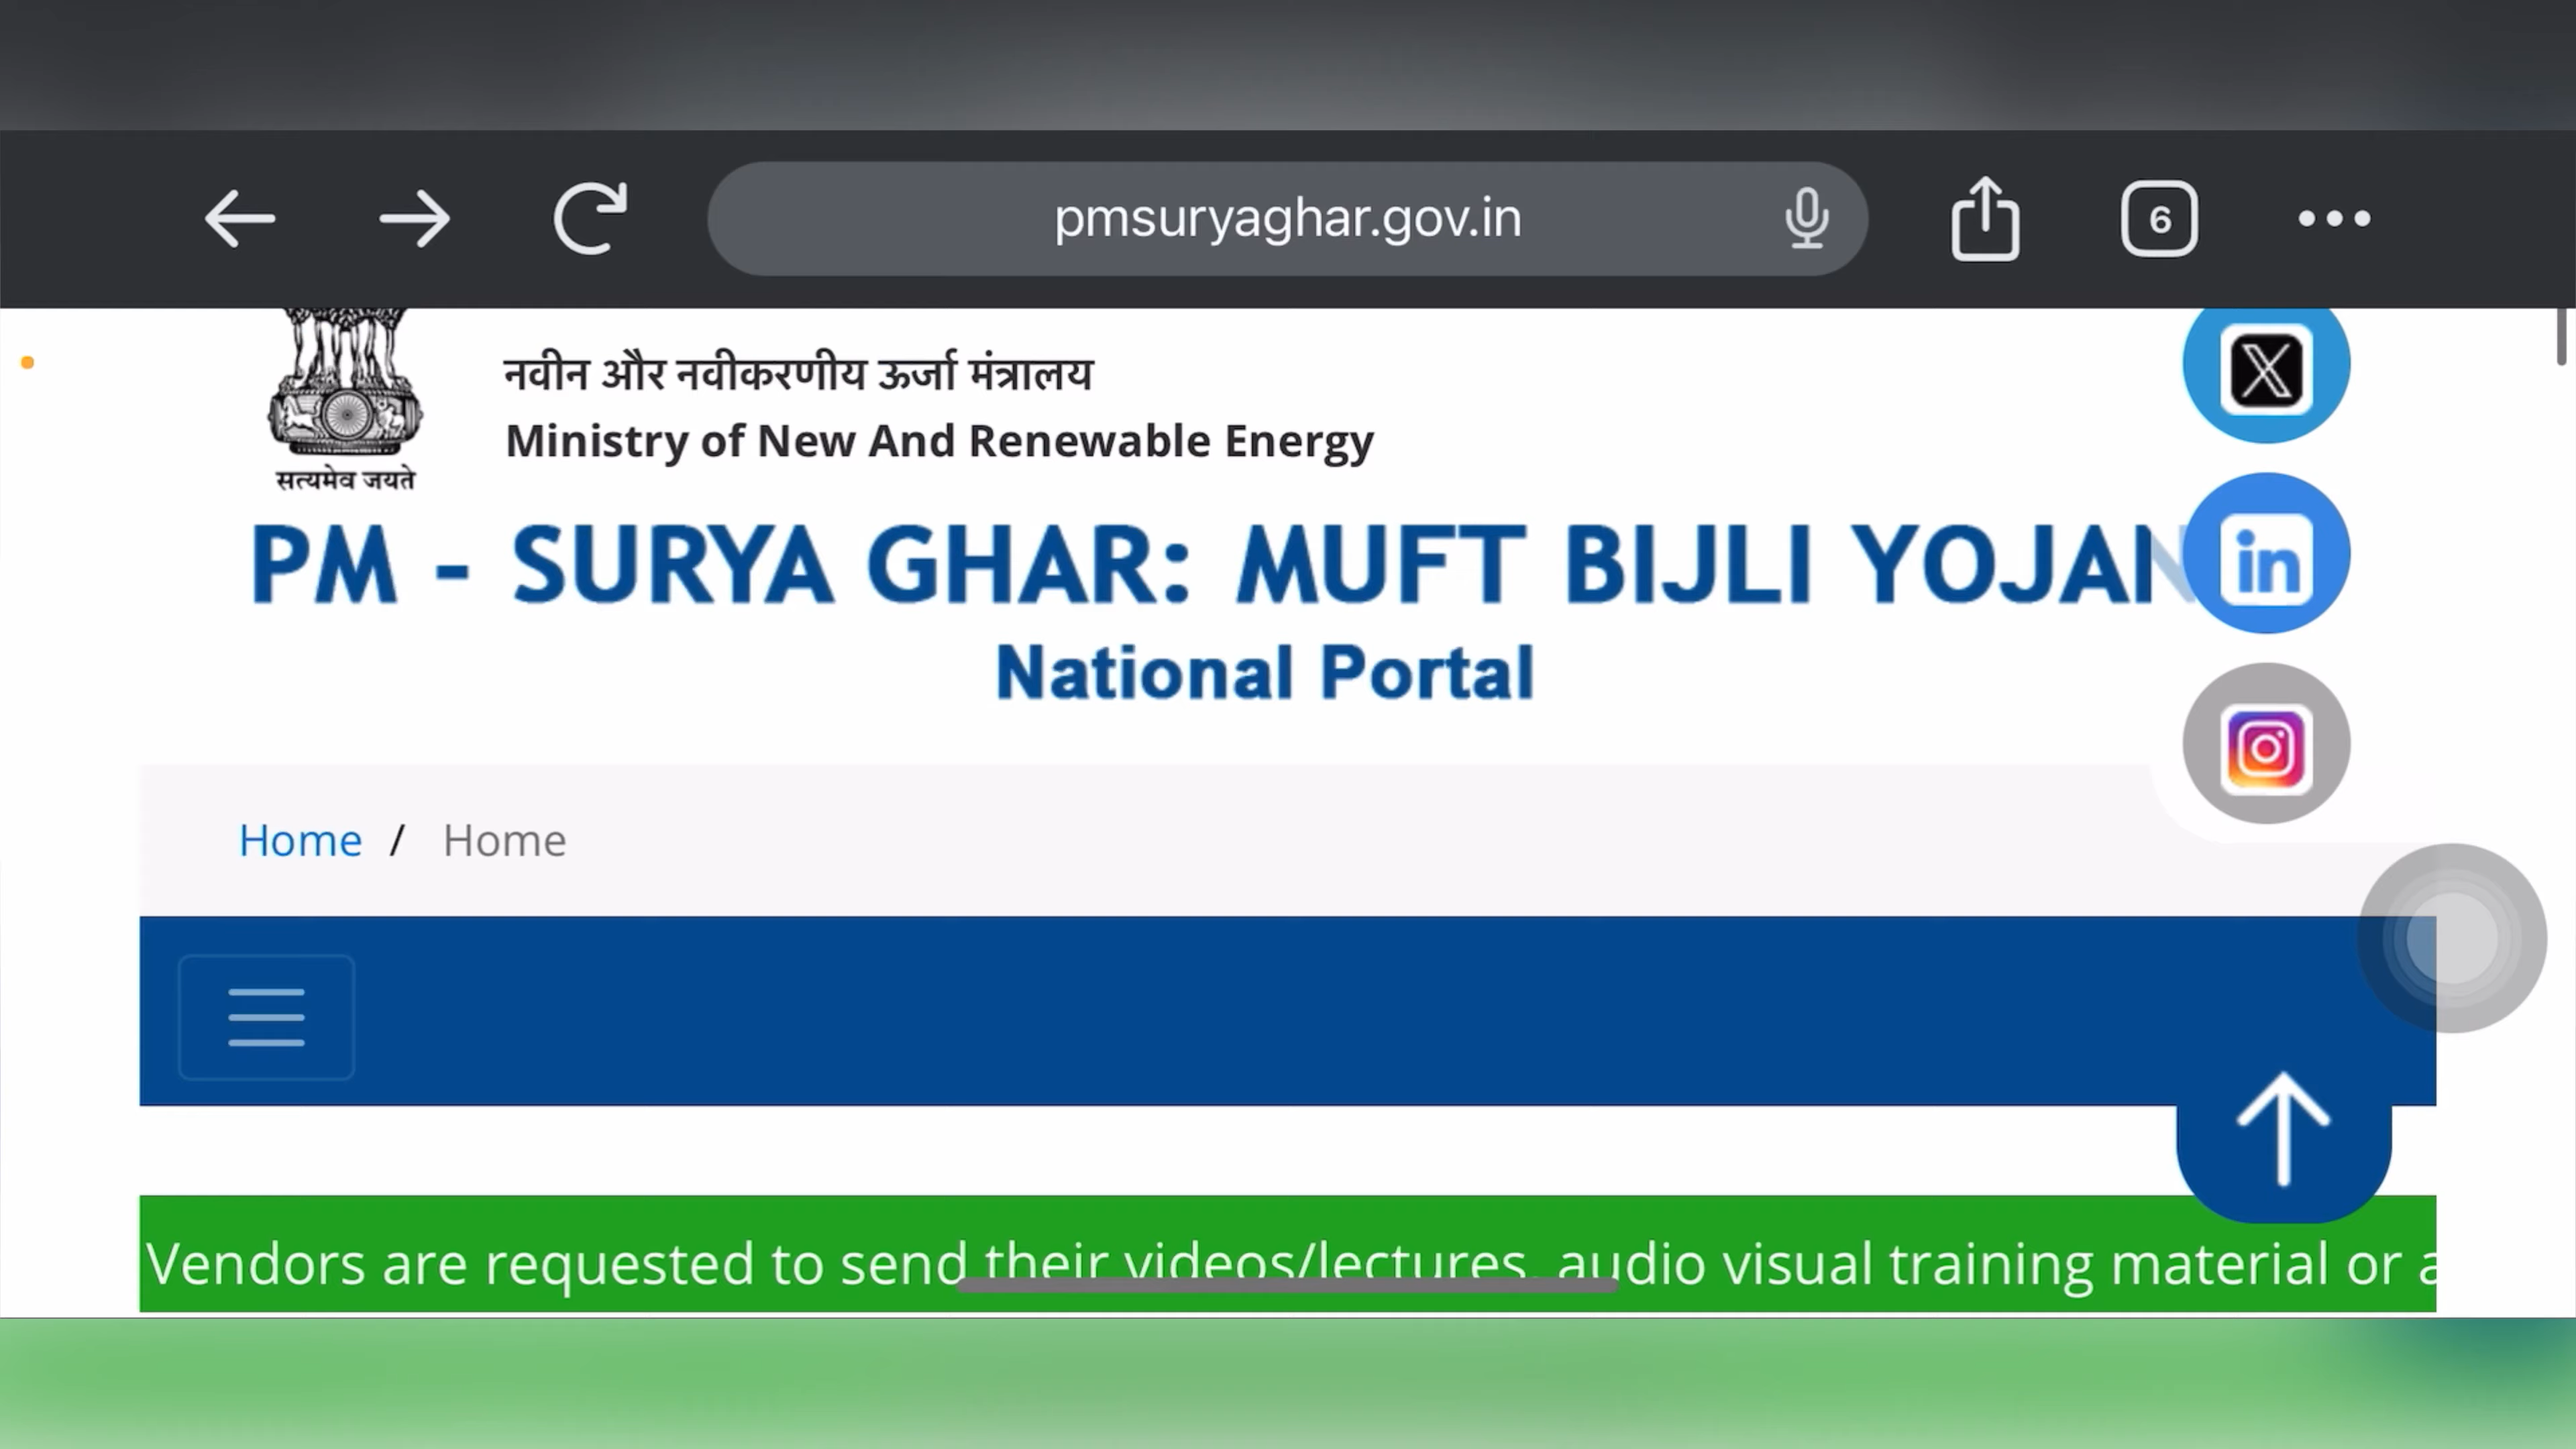 pmsuryaghar.gov.in
6
नवीन और नवीकरणीय ऊर्जा मंत्रालय
Ministry of New And Renewable Energy
सत्यमेव जयते
PM - SURYA GHAR: MUFT BIJLI YOJAN
in
National Portal
Home / Home
Vendors are requested to send their videos/lectures, audio visual training material or a